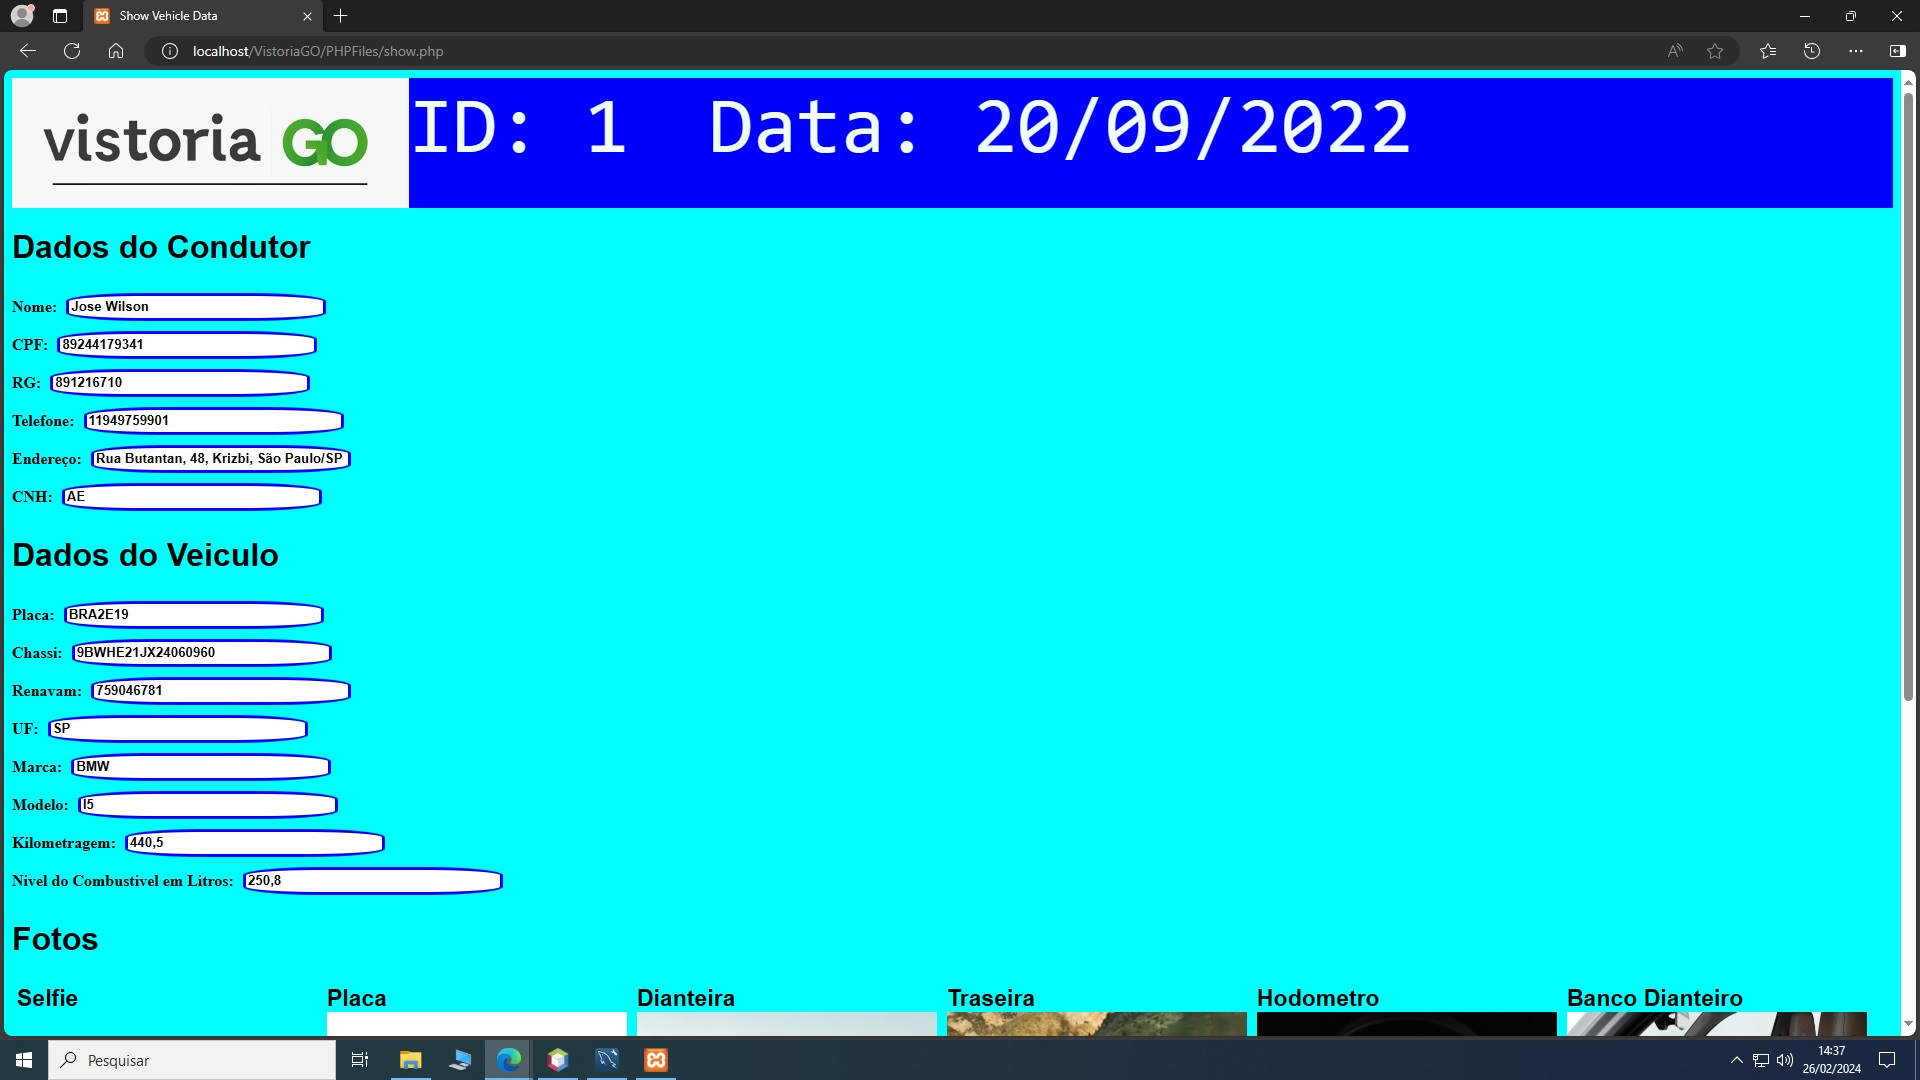 Show Vehicle Data
localhost/VistoriaGO/PHPFiles/show.php
vistoria GO
ID: 1 Data: 20/09/2022
Dados do Condutor
Nome: Jose Wilson
CPF: 89244179341
RG: 891216710
Telefone: 11949759901
Endereço: Rua Butantan, 48, Krizbi, São Paulo/SP
CNH: AE
Dados do Veiculo
Placa: BRA2E19
Chassi: 9BWHE21JX24060960
Renavam: 759046781
UF: SP
Marca: BMW
Modelo: I5
Kilometragem: 440,5
Nivel do Combustivel em Litros: 250,8
Fotos
Selfie Placa Dianteira Traseira Hodometro Banco Dianteiro
Pesquisar
14:37
26/02/2024